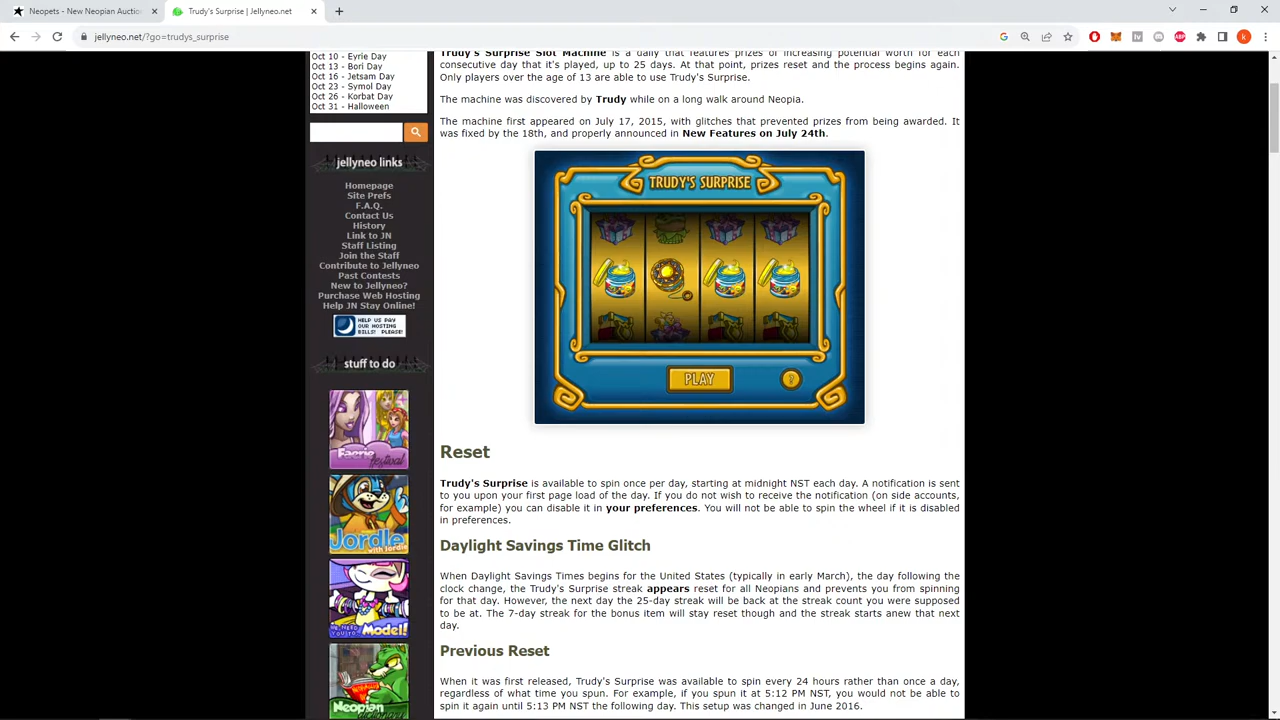 Neopets - New Neopian Auction
Trudy's Surprise | Jellyneo.net
jellyneo.net/?go=trudys_surprise
Oct 10 - Eyrie Day
Oct 13 - Bori Day
Oct 16 - Jetsam Day
Oct 23 - Symol Day
Oct 26 - Korbat Day
Oct 31 - Halloween
jellyneo links
Homepage
Site Prefs
F.A.Q.
Contact Us
History
Link to JN
Staff Listing
Join the Staff
Contribute to Jellyneo
Past Contests
New to Jellyneo?
Purchase Web Hosting
Help JN Stay Online!
HELP US PAY
OUR HOSTING
BILLS! PLEASE!
stuff to do
Faerie
festival
Jordle
with Jordie
WE NEED
YOU TO
Model!
Neopian
Trudy's Surprise Slot Machine is a daily that features prizes of increasing potential worth for each
consecutive day that it's played, up to 25 days. At that point, prizes reset and the process begins again.
Only players over the age of 13 are able to use Trudy's Surprise.
The machine was discovered by Trudy while on a long walk around Neopia.
The machine first appeared on July 17, 2015, with glitches that prevented prizes from being awarded. It
was fixed by the 18th, and properly announced in New Features on July 24th.
TRUDY'S SURPRISE
PLAY
?
Reset
Trudy's Surprise is available to spin once per day, starting at midnight NST each day. A notification is sent
to you upon your first page load of the day. If you do not wish to receive the notification (on side accounts,
for example) you can disable it in your preferences. You will not be able to spin the wheel if it is disabled
in preferences.
Daylight Savings Time Glitch
When Daylight Savings Times begins for the United States (typically in early March), the day following the
clock change, the Trudy's Surprise streak appears reset for all Neopians and prevents you from spinning
for that day. However, the next day the 25-day streak will be back at the streak count you were supposed
to be at. The 7-day streak for the bonus item will stay reset though and the streak starts anew that next
day.
Previous Reset
When it was first released, Trudy's Surprise was available to spin every 24 hours rather than once a day,
regardless of what time you spun. For example, if you spun it at 5:12 PM NST, you would not be able to
spin it again until 5:13 PM NST the following day. This setup was changed in June 2016.